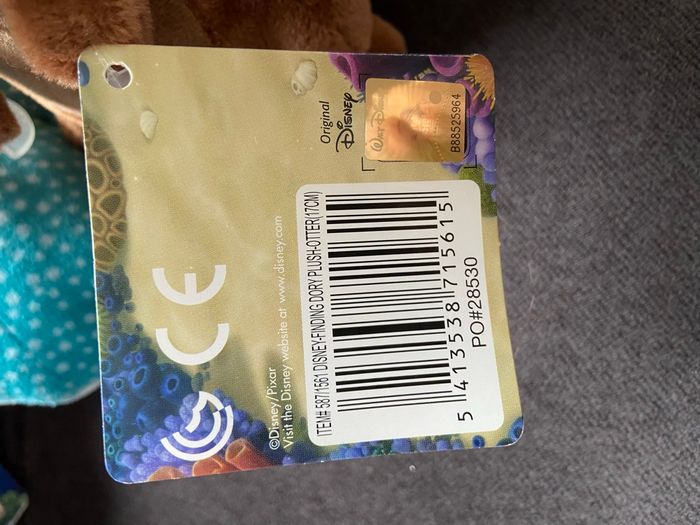 Original
Disney
WALT DISNEY
B88525964
ITEM# 587/1561 DISNEY-FINDING DORY PLUSH-OTTER(17CM)
5 413538 715615
PO#28530
CE
©Disney/Pixar
Visit the Disney website at www.disney.com